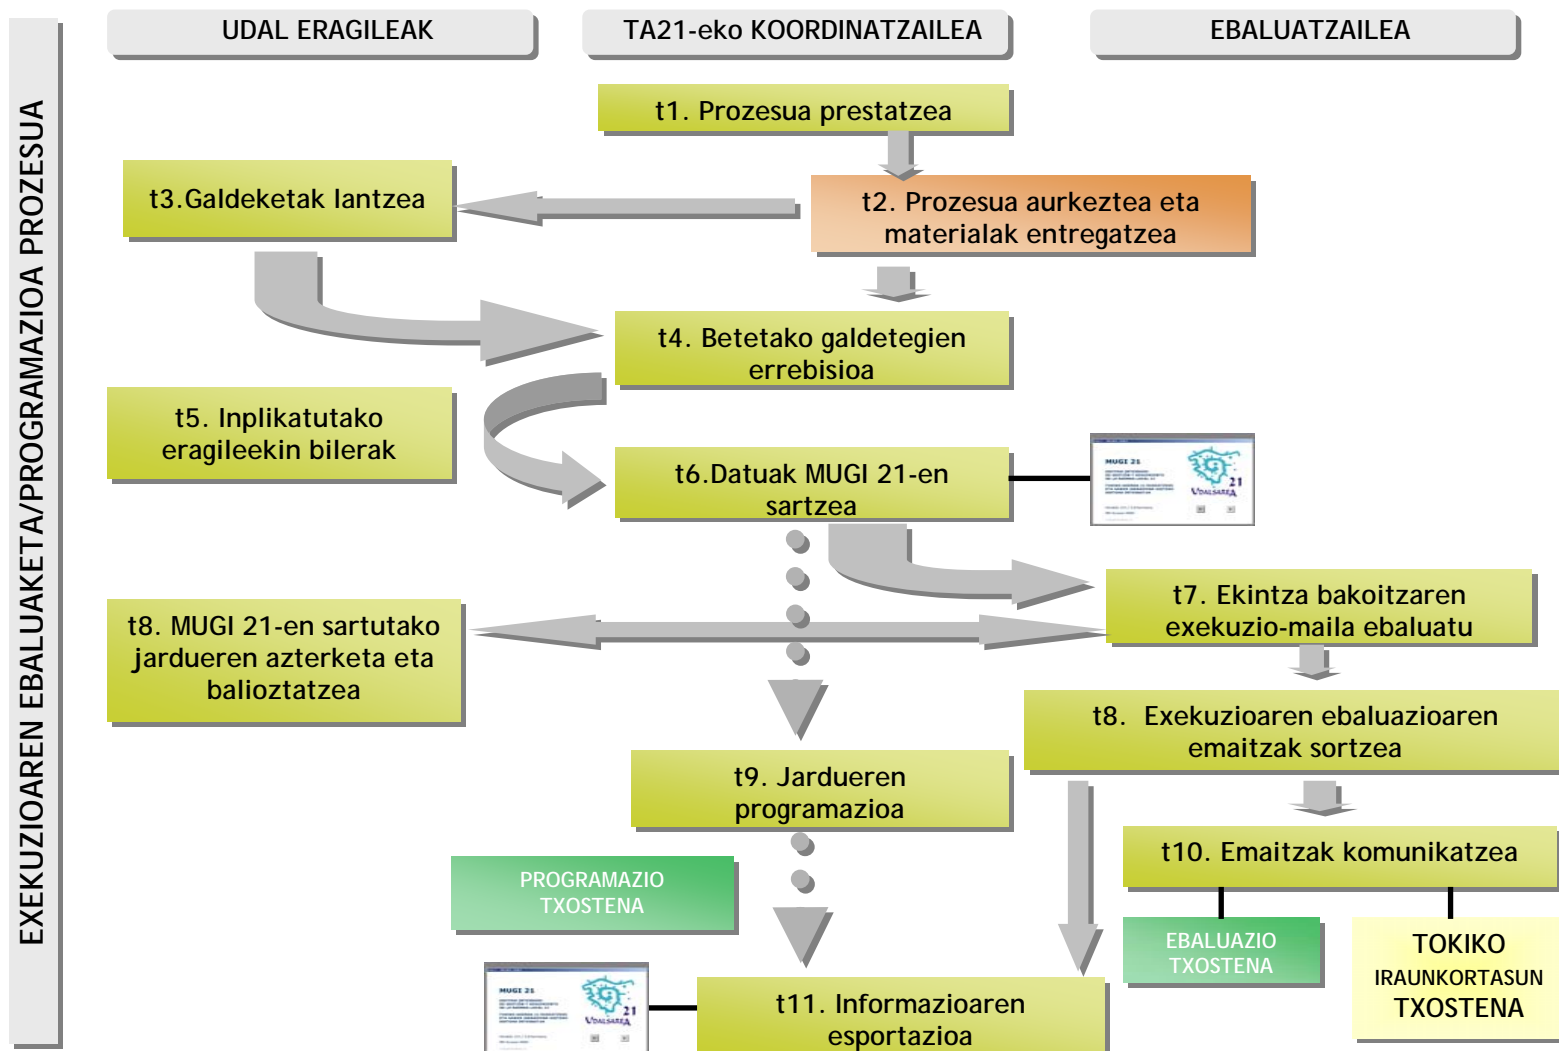 EXEKUZIOAREN EBALUAKETA/PROGRAMAZIOA PROZESUA
UDAL ERAGILEAK
TA21-eko KOORDINATZAILEA
EBALUATZAILEA
t1. Prozesua prestatzea
t3.Galdeketak lantzea
t2. Prozesua aurkeztea eta
materialak entregatzea
t4. Betetako galdetegien
errebisioa
t5. Inplikatutako
eragileekin bilerak
t6.Datuak MUGI 21-en
sartzea
MUGI 21
21
UDALSAREA
t7. Ekintza bakoitzaren
exekuzio-maila ebaluatu
t8. MUGI 21-en sartutako
jardueren azterketa eta
balioztatzea
t8. Exekuzioaren ebaluazioaren
emaitzak sortzea
t9. Jardueren
programazioa
t10. Emaitzak komunikatzea
PROGRAMAZIO
TXOSTENA
EBALUAZIO
TXOSTENA
TOKIKO
IRAUNKORTASUN
TXOSTENA
MUGI 21
21
UDALSAREA
t11. Informazioaren
esportazioa